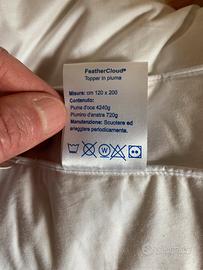 FeatherCloud®
Topper in piuma
Misure: cm 120 x 200
Contenuto:
Piume d'oca 4240g
Piumino d'anatra 720g
Manutenzione: Scuotere ed
arieggiare periodicamente.